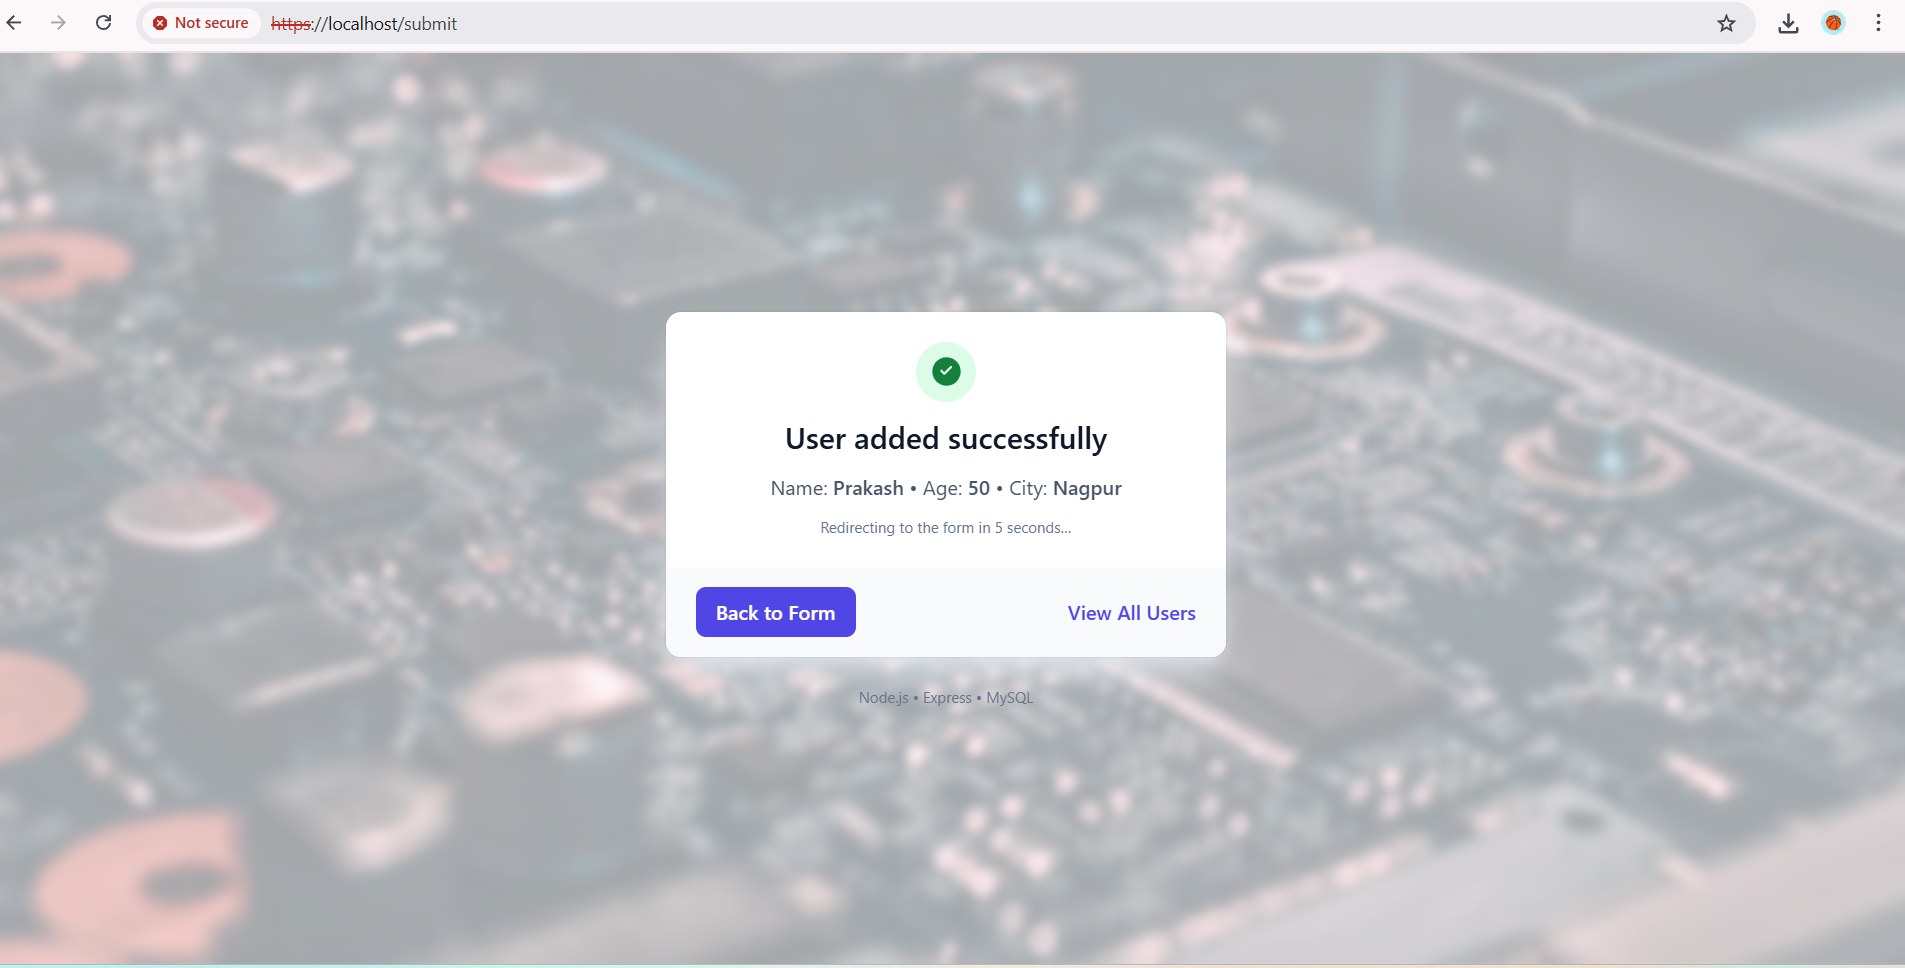 Not secure https://localhost/submit
User added successfully
Name: Prakash • Age: 50 • City: Nagpur
Redirecting to the form in 5 seconds...
Back to Form
View All Users
Node.js • Express • MySQL